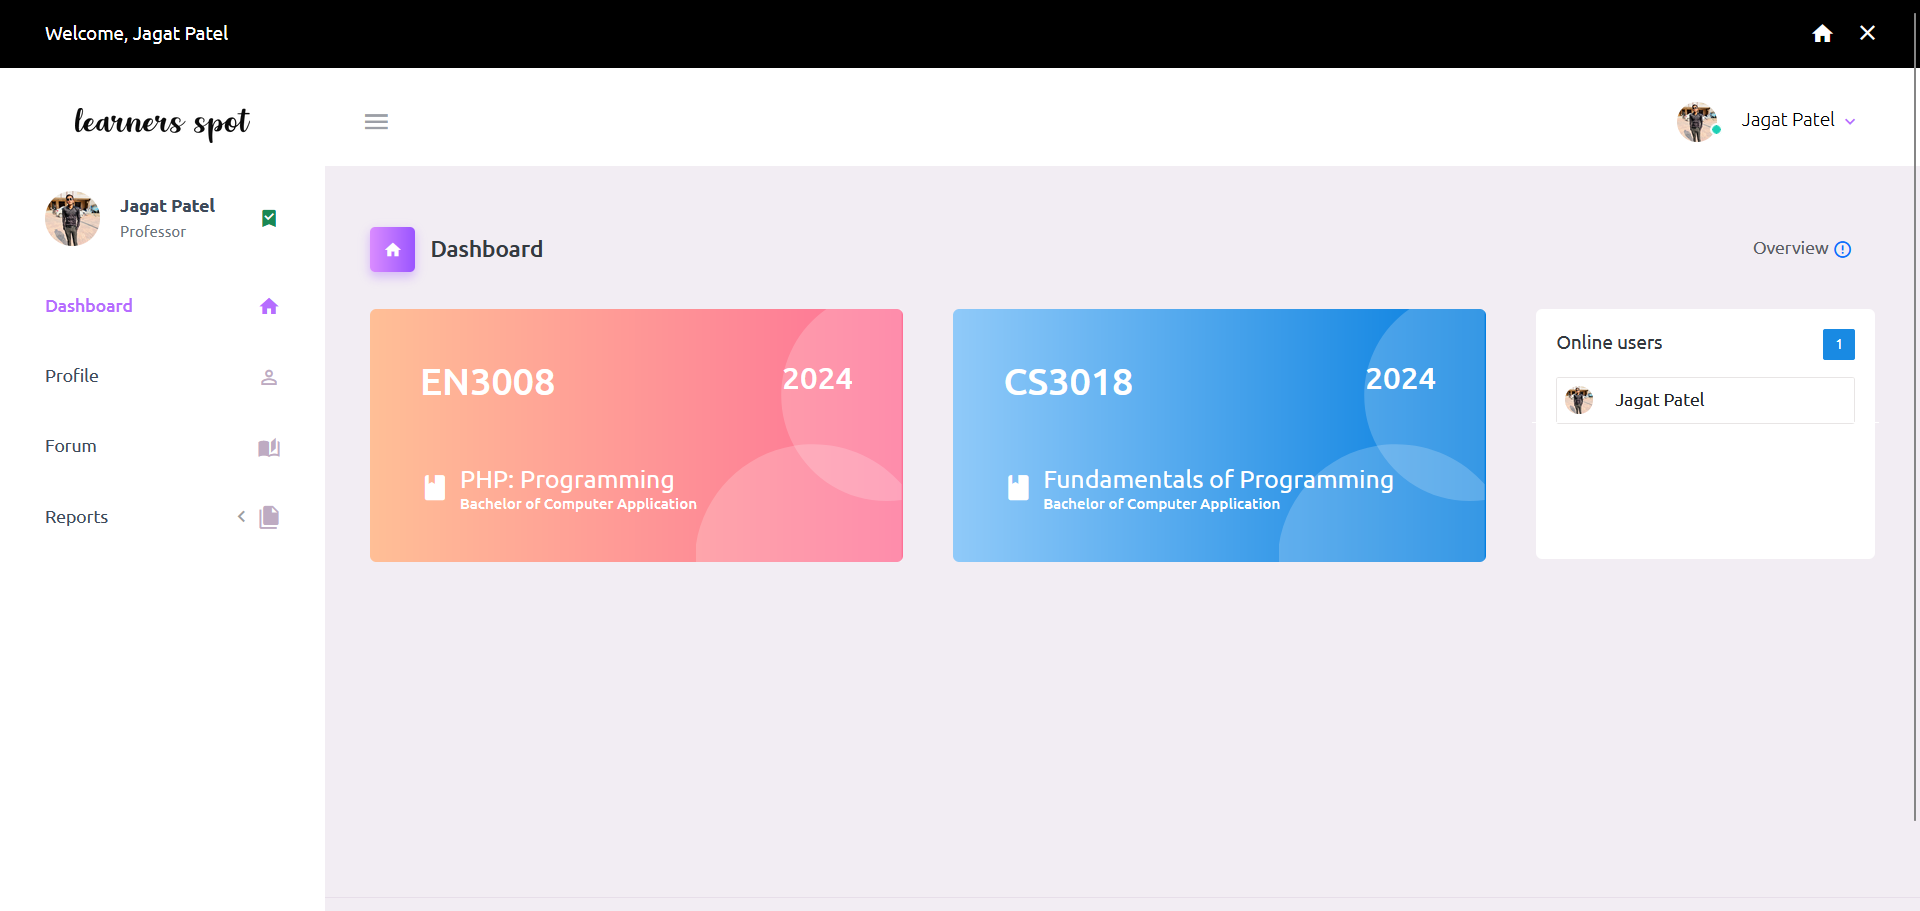 Welcome, Jagat Patel
learners spot
Jagat Patel
Jagat Patel
Professor
Dashboard
Profile
Forum
Reports
Dashboard
Overview
EN3008
2024
PHP: Programming
Bachelor of Computer Application
CS3018
2024
Fundamentals of Programming
Bachelor of Computer Application
Online users
1
Jagat Patel